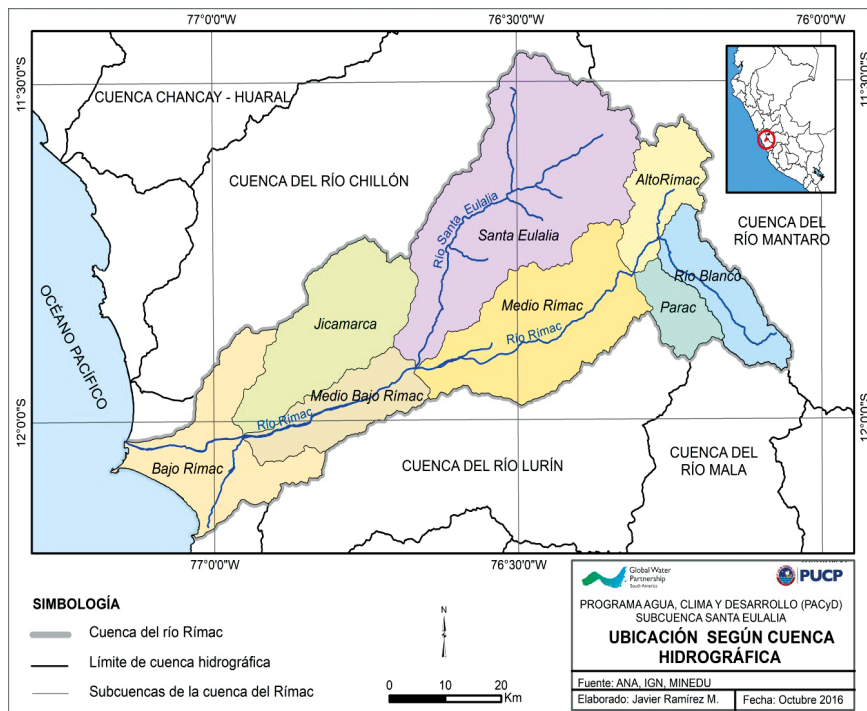 77°0'0"W
76°30'0"W
76°0'0"W
11°30'0"S
11°30'0"S
CUENCA CHANCAY - HUARAL
CUENCA DEL RÍO CHILLÓN
AltoRímac
CUENCA DEL
RÍO MANTARO
Río Santa Eulalia
Santa Eulalia
Río Blanco
OCÉANO PACÍFICO
Medio Rímac
Parac
Jicamarca
Río Rímac
Medio Bajo Rímac
Río Rímac
12°0'0"S
12°0'0"S
Bajo Rímac
CUENCA DEL RÍO LURÍN
CUENCA DEL
RÍO MALA
77°0'0"W
76°30'0"W
76°0'0"W
SIMBOLOGÍA
Cuenca del río Rímac
Límite de cuenca hidrográfica
Subcuencas de la cuenca del Rímac
N
0 10 20
Km
Global Water
Partnership
South America
PUCP
PROGRAMA AGUA, CLIMA Y DESARROLLO (PACyD)
SUBCUENCA SANTA EULALIA
UBICACIÓN SEGÚN CUENCA
HIDROGRÁFICA
Fuente: ANA, IGN, MINEDU
Elaborado: Javier Ramírez M.
Fecha: Octubre 2016